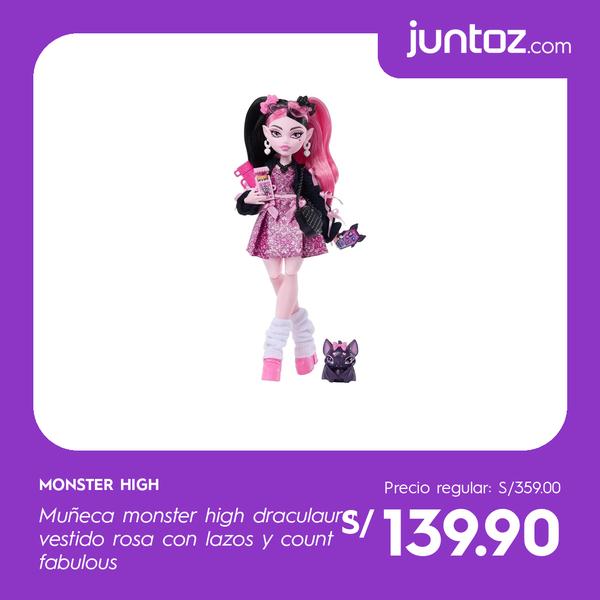 juntoz.com
MONSTER HIGH
Muñeca monster high draculaura
vestido rosa con lazos y count
fabulous
Precio regular: S/359.00
S/139.90